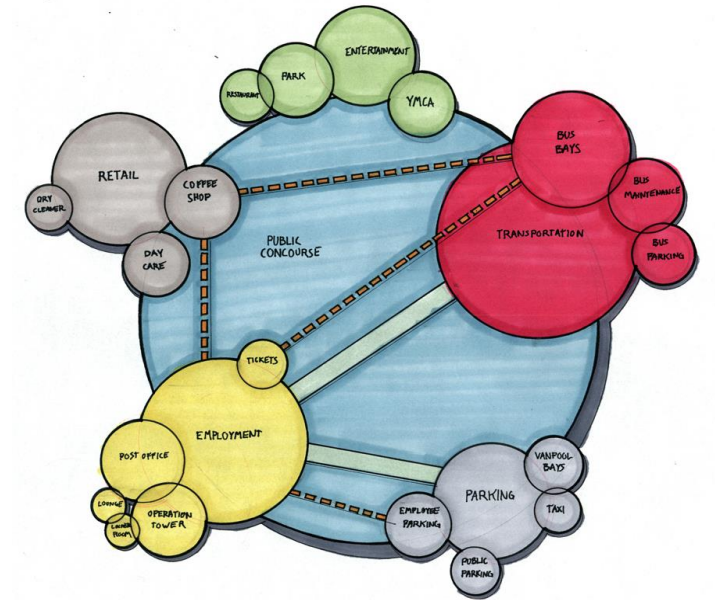 ENTERTAINMENT
PARK
RESTAURANT
YMCA
BUS
BAYS
RETAIL
COFFEE
SHOP
BUS
MAINTENANCE
DRY
CLEANER
PUBLIC
CONCOURSE
TRANSPORTATION
DAY
CARE
BUS
PARKING
TICKETS
EMPLOYMENT
POST OFFICE
VANPOOL
BAYS
PARKING
LOUNGE
OPERATION
TOWER
LOCKER
ROOM
EMPLOYEE
PARKING
TAXI
PUBLIC
PARKING